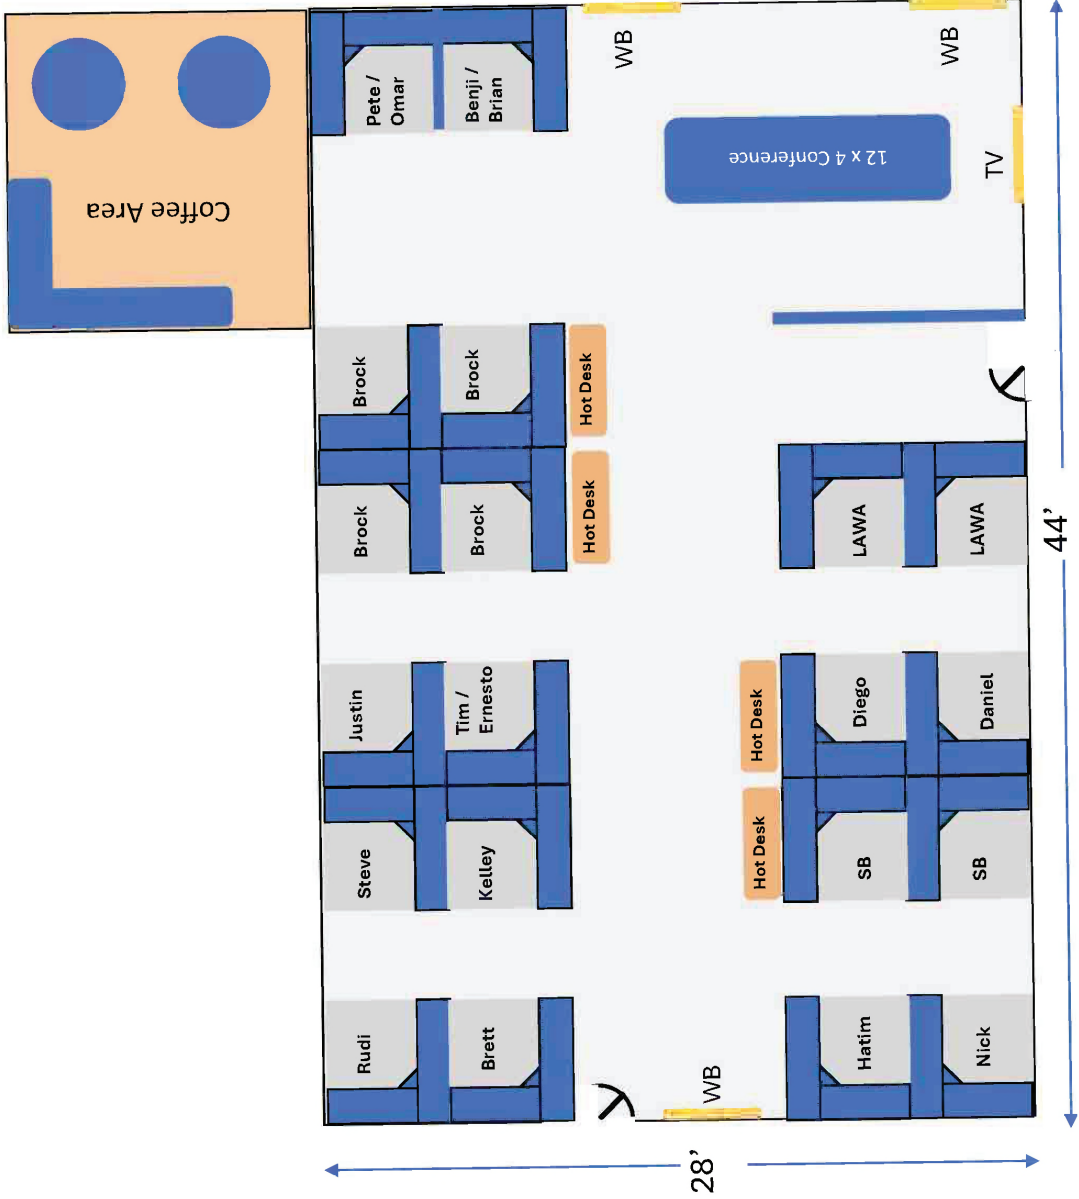 WB
WB
Pete /
Omar
Benji /
Brian
12 x 4 Conference
TV
Coffee Area
Brock
Brock
Hot Desk
Brock
Brock
Hot Desk
LAWA
LAWA
44'
Justin
Tim /
Ernesto
Hot Desk
Diego
Daniel
Steve
Kelley
Hot Desk
SB
SB
Rudi
Brett
WB
Hatim
Nick
28'